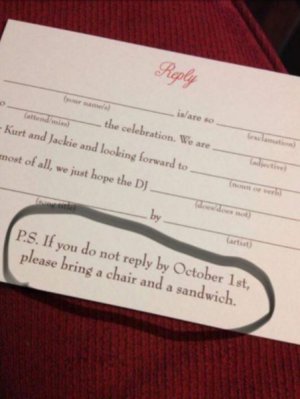 Reply
is/are so
(your name/s)
(exclamation)
the celebration. We are
(attend/miss)
(adjective)
Kurt and Jackie and looking forward to
(noun or verb)
most of all, we just hope the DJ
(does/does not)
by
(song title)
(artist)
P.S. If you do not reply by October 1st,
please bring a chair and a sandwich.